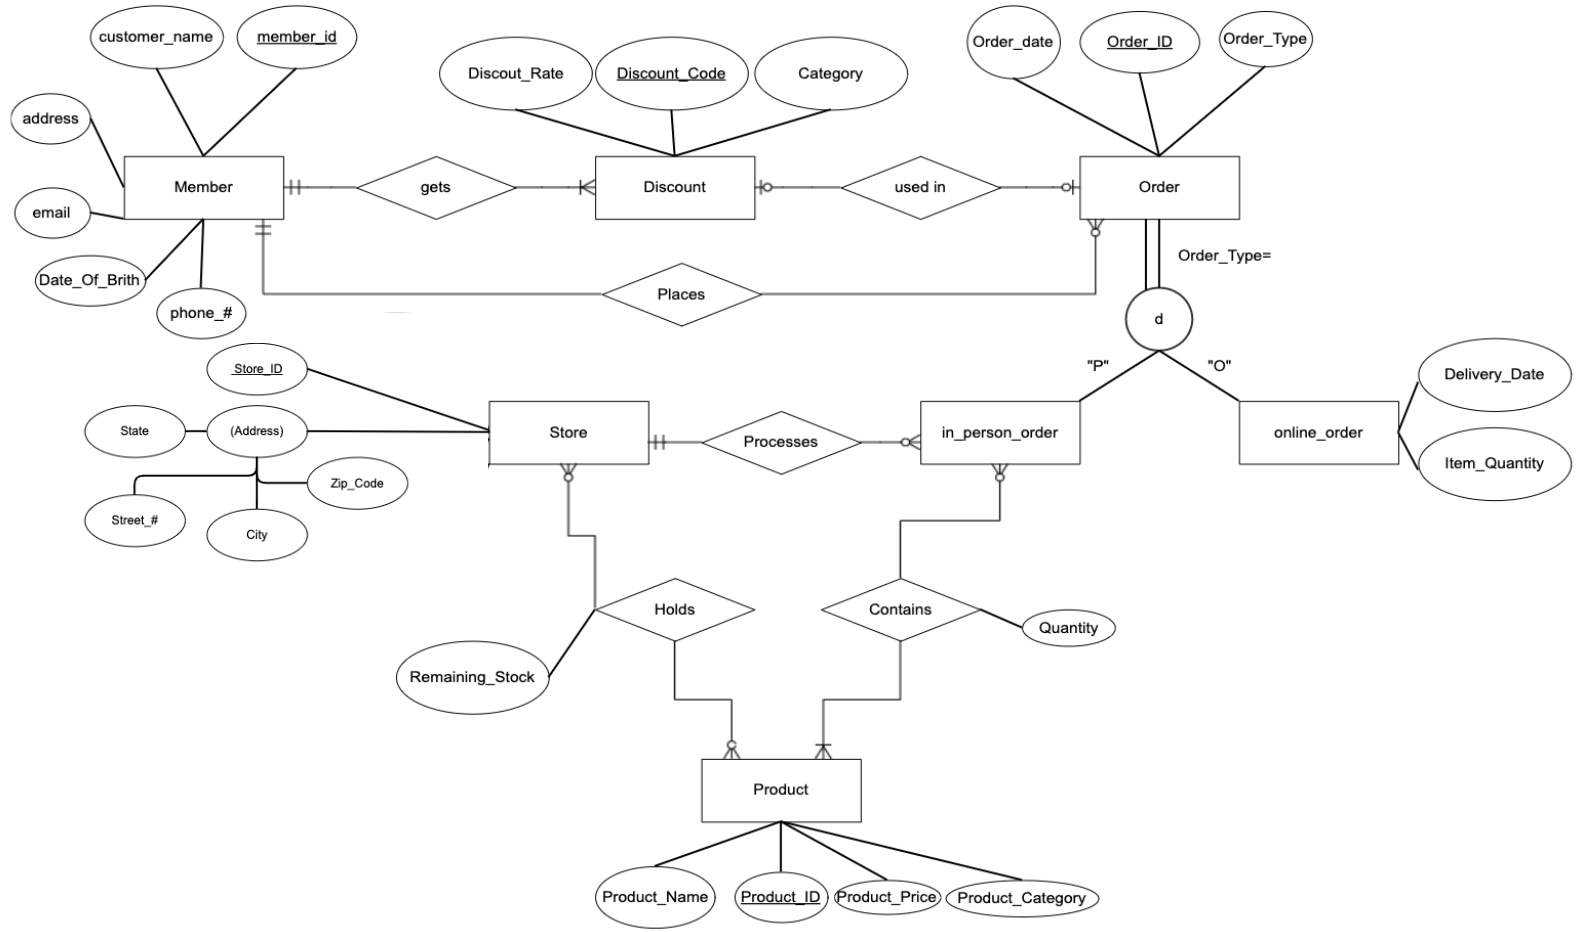 customer_name
member_id
Discout_Rate
Discount_Code
Category
Order_date
Order_ID
Order_Type
address
Member
gets
Discount
used in
Order
email
Date_Of_Brith
phone_#
Places
Order_Type=
d
"P"
"O"
Store_ID
State
(Address)
Street_#
City
Zip_Code
Store
Processes
in_person_order
online_order
Delivery_Date
Item_Quantity
Holds
Contains
Quantity
Remaining_Stock
Product
Product_Name
Product_ID
Product_Price
Product_Category